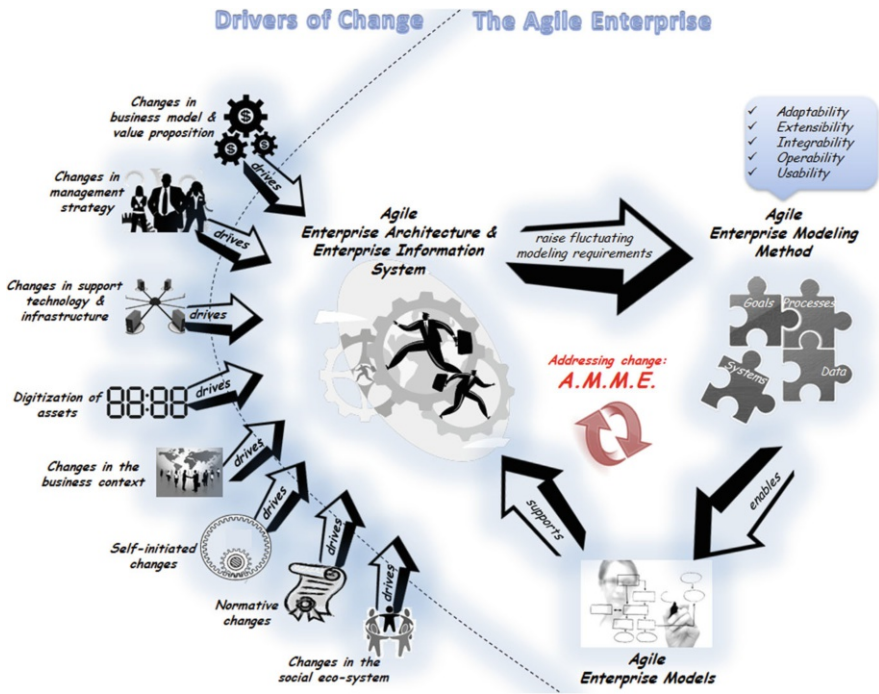 Drivers of Change
The Agile Enterprise
Changes in
business model &
value proposition
drives
Changes in
management
strategy
drives
Changes in support
technology &
infrastructure
drives
Digitization of
assets
88:88
drives
Changes in the
business context
drives
Self-initiated
changes
drives
Normative
changes
drives
Changes in the
social eco-system
drives
Agile
Enterprise Architecture &
Enterprise Information
System
raise fluctuating
modeling requirements
✓ Adaptability
✓ Extensibility
✓ Integrability
✓ Operability
✓ Usability
Agile
Enterprise Modeling
Method
Goals
Processes
Systems
Data
Addressing change:
A.M.M.E.
enables
supports
Agile
Enterprise Models